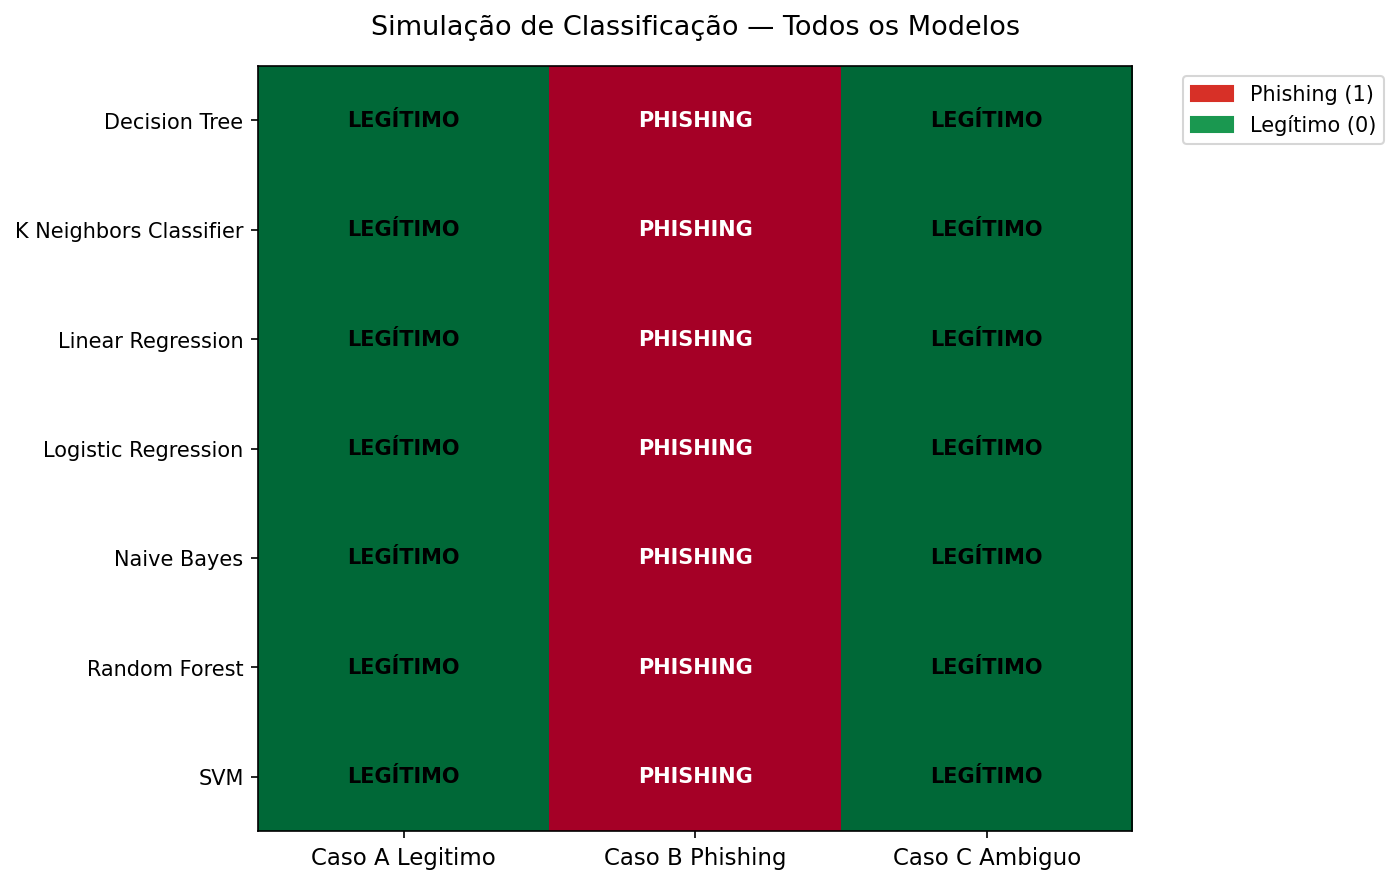 Simulação de Classificação — Todos os Modelos
Phishing (1)
Legítimo (0)
Decision Tree LEGÍTIMO PHISHING LEGÍTIMO
K Neighbors Classifier LEGÍTIMO PHISHING LEGÍTIMO
Linear Regression LEGÍTIMO PHISHING LEGÍTIMO
Logistic Regression LEGÍTIMO PHISHING LEGÍTIMO
Naive Bayes LEGÍTIMO PHISHING LEGÍTIMO
Random Forest LEGÍTIMO PHISHING LEGÍTIMO
SVM LEGÍTIMO PHISHING LEGÍTIMO
Caso A Legitimo Caso B Phishing Caso C Ambiguo